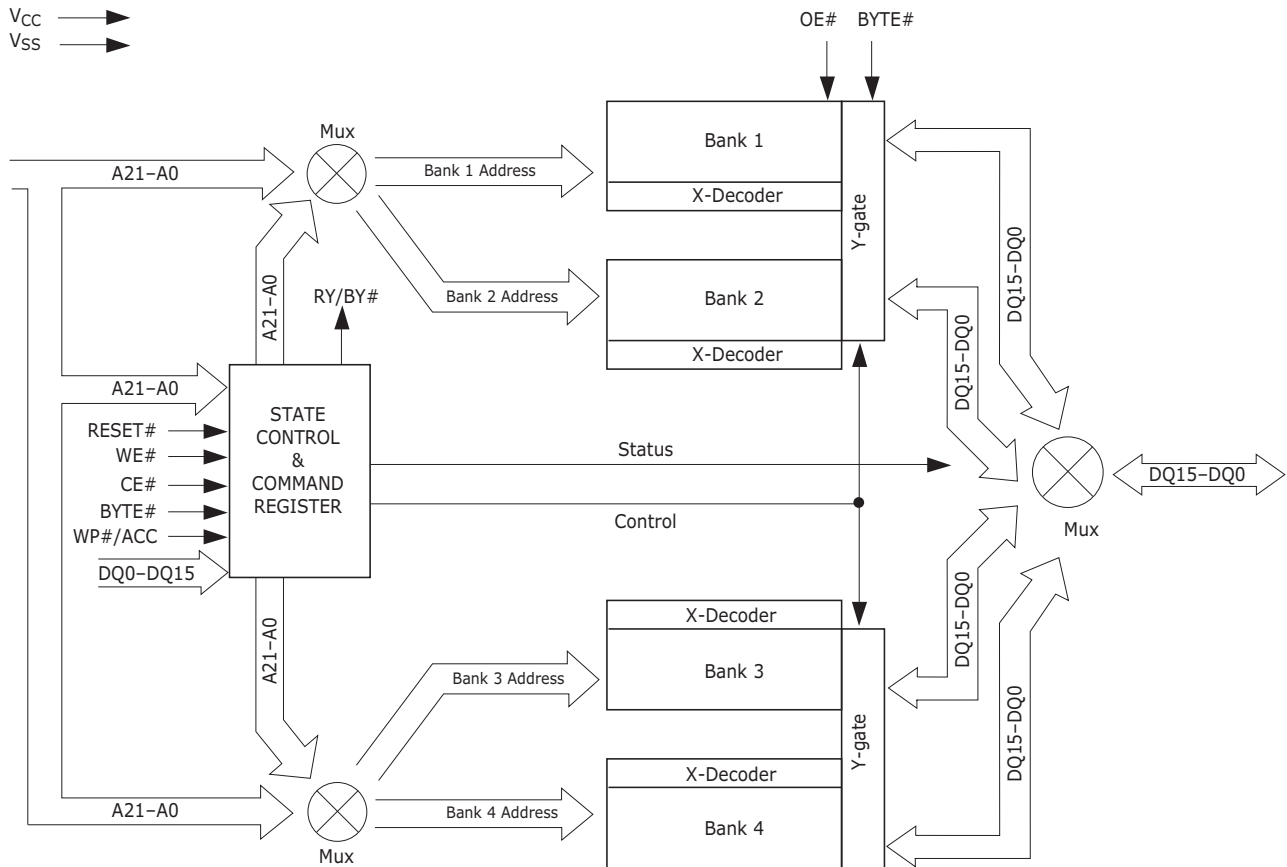 VCC
VSS
OE#
BYTE#
Mux
A21–A0
Bank 1 Address
Bank 1
X-Decoder
Y-gate
DQ15–DQ0
A21–A0
RY/BY#
Bank 2 Address
Bank 2
X-Decoder
DQ15–DQ0
A21–A0
RESET#
WE#
CE#
BYTE#
WP#/ACC
DQ0–DQ15
STATE
CONTROL
&
COMMAND
REGISTER
Status
Control
DQ15–DQ0
Mux
A21–A0
X-Decoder
Bank 3 Address
Bank 3
Y-gate
DQ15–DQ0
DQ15–DQ0
X-Decoder
A21–A0
Bank 4 Address
Bank 4
Mux